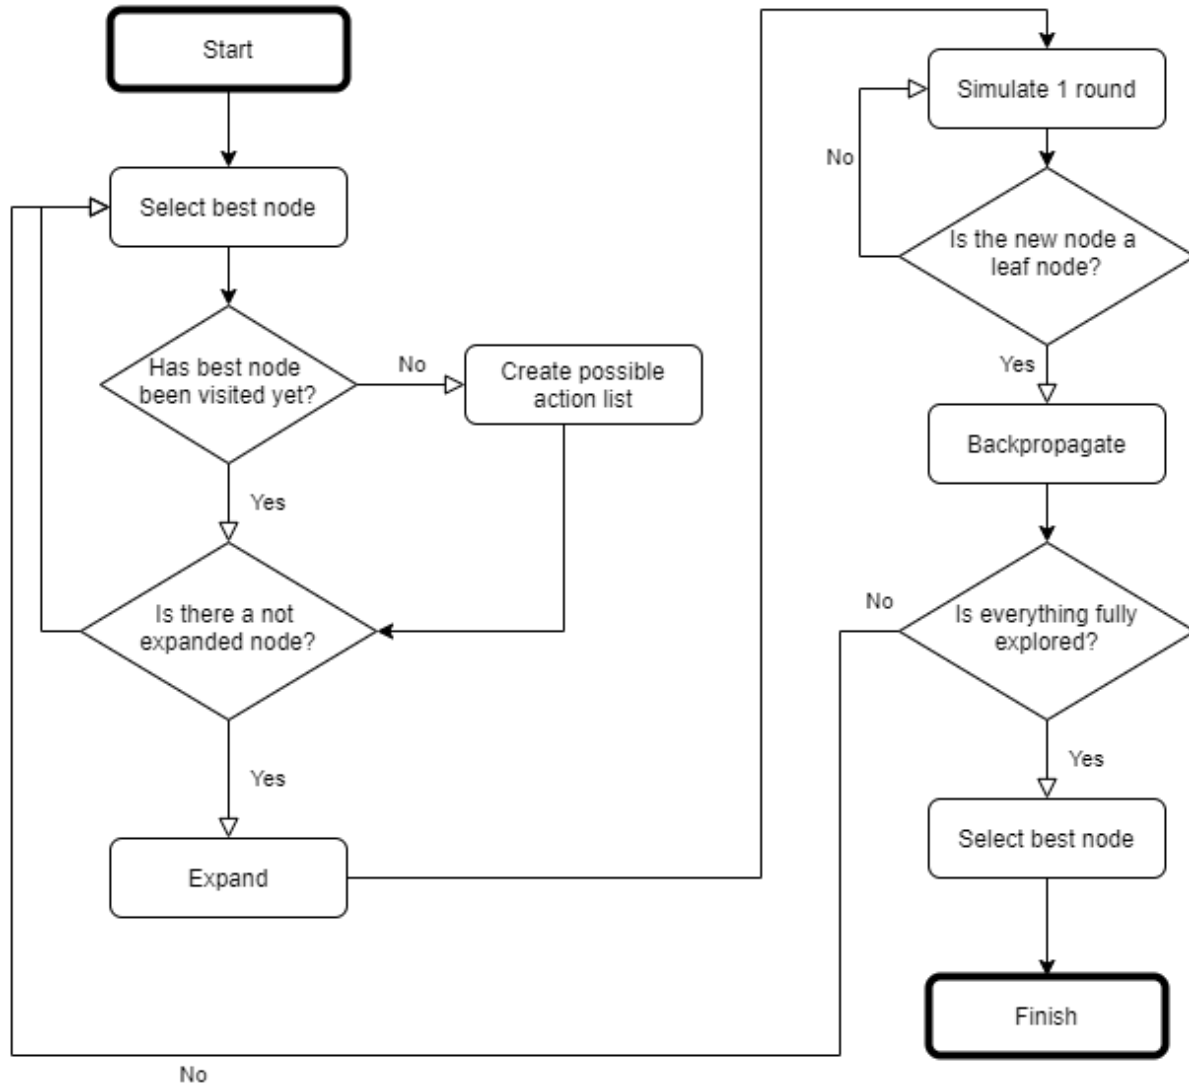 Start
Select best node
Has best node
been visited yet?
No
Create possible
action list
Yes
Is there a not
expanded node?
Yes
Expand
No
Simulate 1 round
No
Is the new node a
leaf node?
Yes
Backpropagate
No
Is everything fully
explored?
Yes
Select best node
Finish